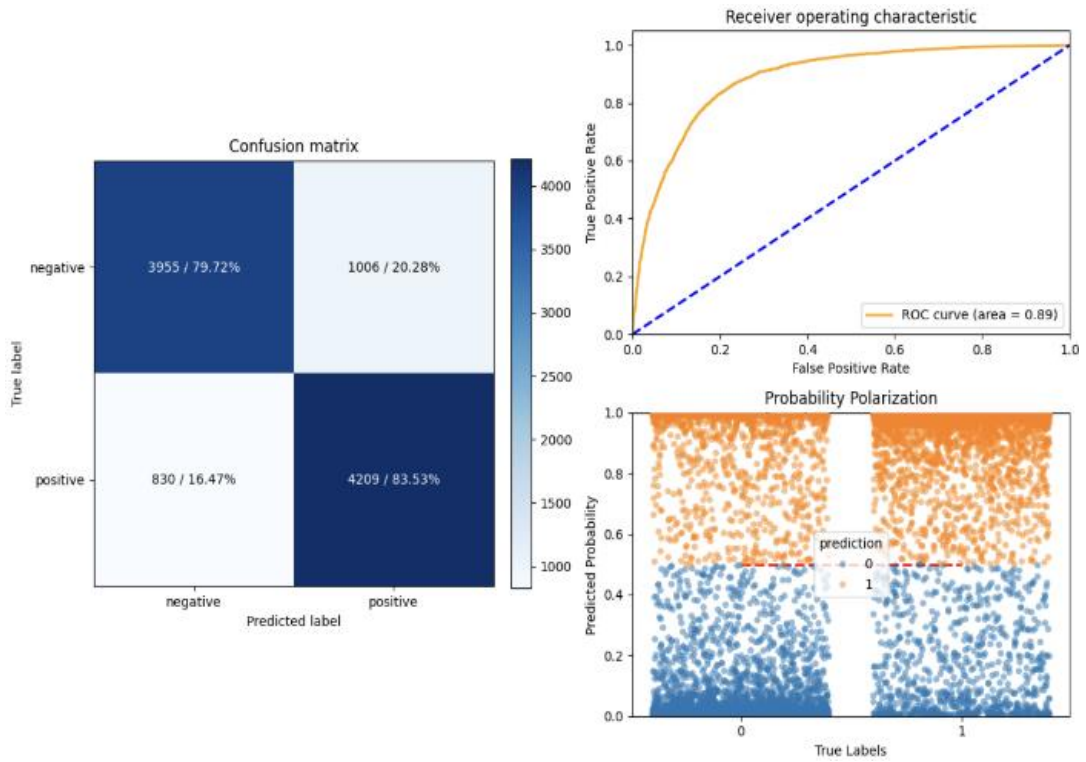 Confusion matrix
True label
negative
positive
3955 / 79.72%
1006 / 20.28%
830 / 16.47%
4209 / 83.53%
negative
positive
Predicted label
4000
3500
3000
2500
2000
1500
1000
Receiver operating characteristic
True Positive Rate
1.0
0.8
0.6
0.4
0.2
0.0
ROC curve (area = 0.89)
0.0
0.2
0.4
0.6
0.8
1.0
False Positive Rate
Probability Polarization
Predicted Probability
1.0
0.8
0.6
0.4
0.2
0.0
prediction
0
1
0
1
True Labels